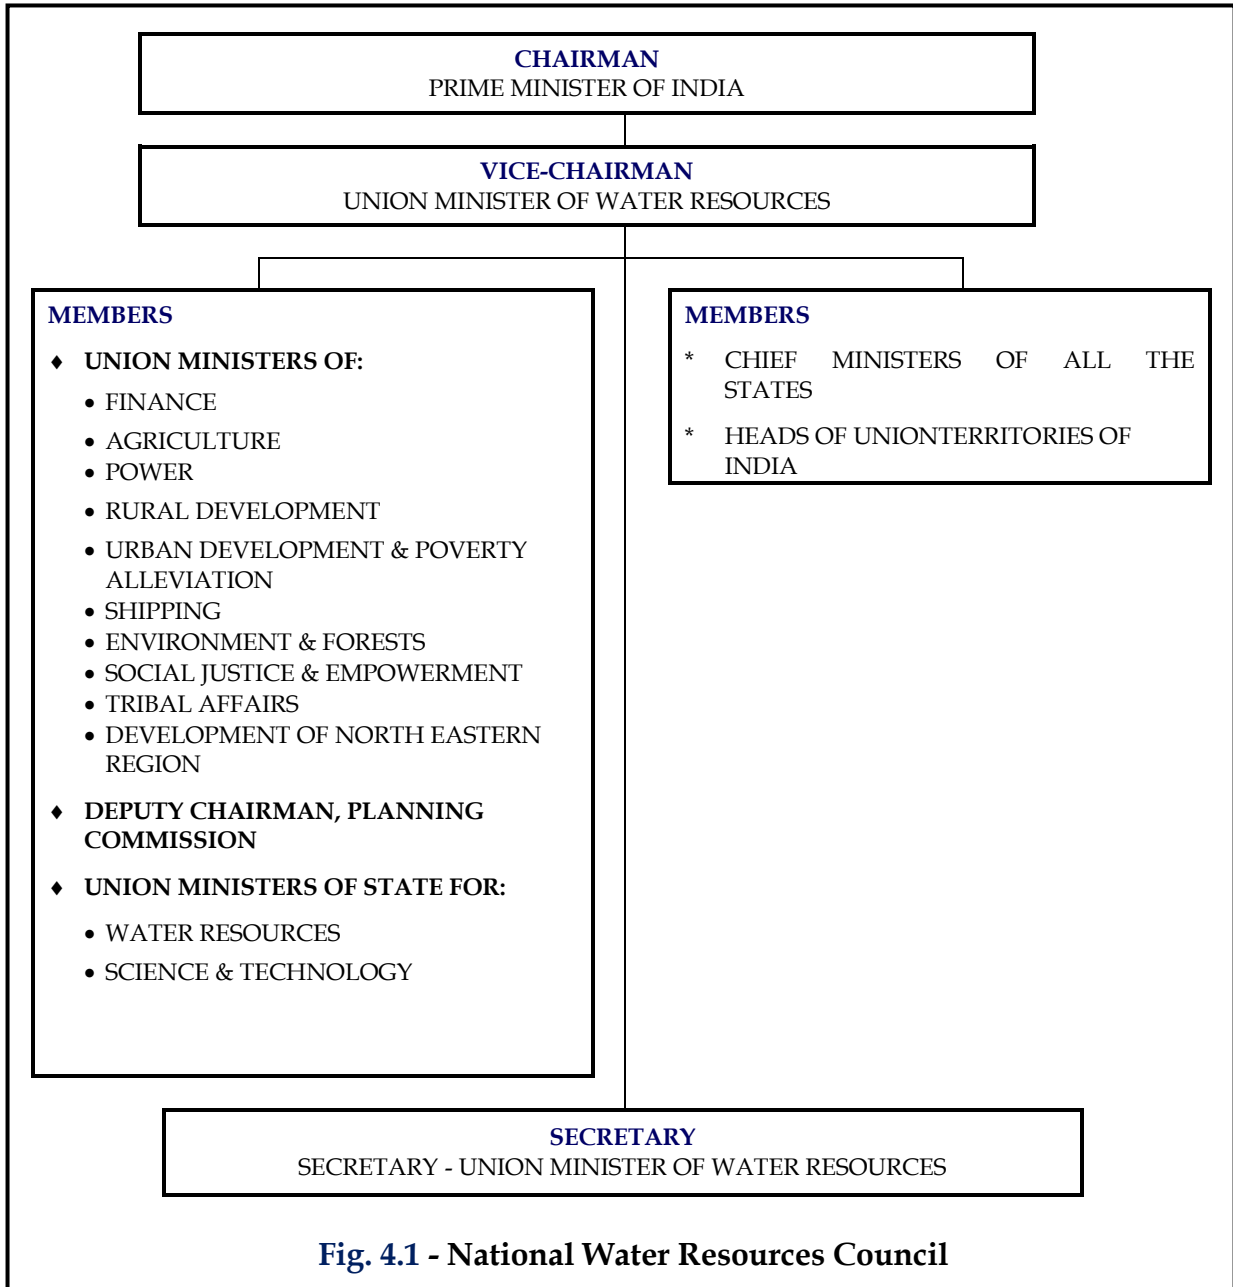 CHAIRMAN
PRIME MINISTER OF INDIA
VICE-CHAIRMAN
UNION MINISTER OF WATER RESOURCES
MEMBERS
♦ UNION MINISTERS OF:
• FINANCE
• AGRICULTURE
• POWER
• RURAL DEVELOPMENT
• URBAN DEVELOPMENT & POVERTY
ALLEVIATION
• SHIPPING
• ENVIRONMENT & FORESTS
• SOCIAL JUSTICE & EMPOWERMENT
• TRIBAL AFFAIRS
• DEVELOPMENT OF NORTH EASTERN
REGION
♦ DEPUTY CHAIRMAN, PLANNING
COMMISSION
♦ UNION MINISTERS OF STATE FOR:
• WATER RESOURCES
• SCIENCE & TECHNOLOGY
MEMBERS
* CHIEF MINISTERS OF ALL THE
STATES
* HEADS OF UNIONTERRITORIES OF
INDIA
SECRETARY
SECRETARY - UNION MINISTER OF WATER RESOURCES
Fig. 4.1 - National Water Resources Council